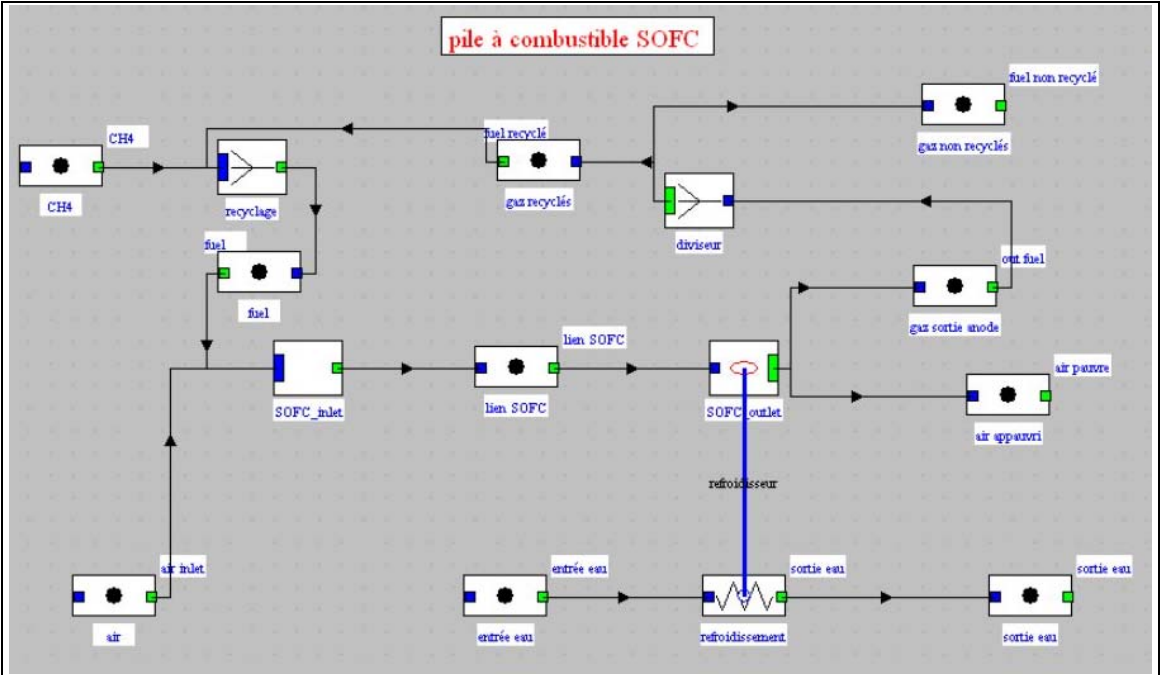 pile à combustible SOFC
fuel non recyclé
gaz non recyclés
CH4
CH4
fuel recyclé
gaz recyclés
recyclage
diviseur
fuel
fuel
out fuel
gaz sortie anode
lien SOFC
lien SOFC
SOFC_inlet
SOFC_outlet
air pauvre
air appauvri
refroidisseur
air inlet
air
entrée eau
entrée eau
sortie eau
refroidissement
sortie eau
sortie eau